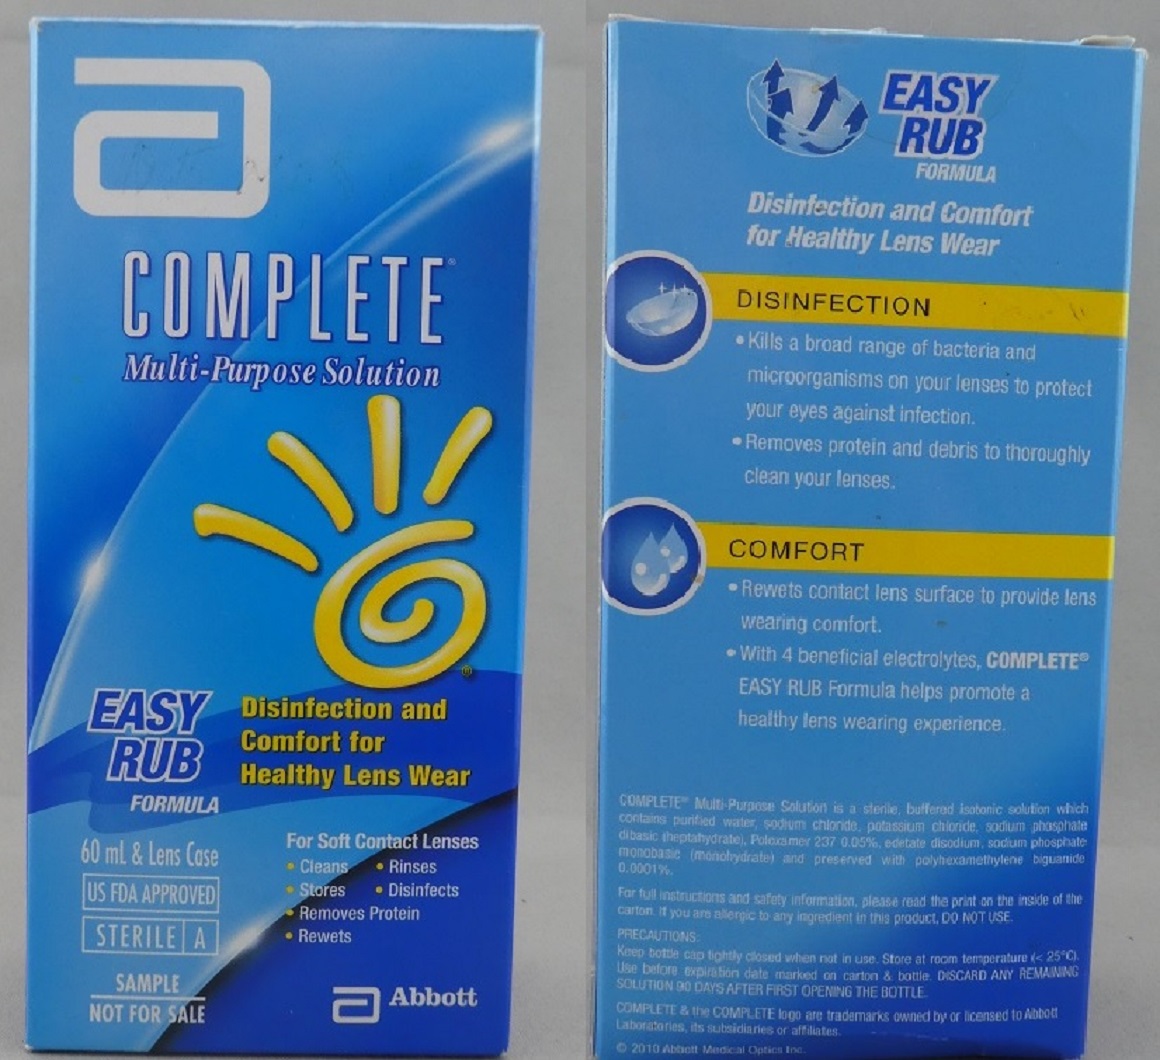 COMPLETE®
Multi-Purpose Solution
EASY
RUB
FORMULA
Disinfection and
Comfort for
Healthy Lens Wear
60 mL & Lens Case
US FDA APPROVED
STERILE A
SAMPLE
NOT FOR SALE
For Soft Contact Lenses
• Cleans • Rinses
• Stores • Disinfects
• Removes Protein
• Rewets
Abbott
EASY
RUB
FORMULA
Disinfection and Comfort
for Healthy Lens Wear
DISINFECTION
• Kills a broad range of bacteria and
microorganisms on your lenses to protect
your eyes against infection.
• Removes protein and debris to thoroughly
clean your lenses.
COMFORT
• Rewets contact lens surface to provide lens
wearing comfort.
• With 4 beneficial electrolytes, COMPLETE®
EASY RUB Formula helps promote a
healthy lens wearing experience.
COMPLETE® Multi-Purpose Solution is a sterile, buffered isotonic solution which
contains purified water, sodium chloride, potassium chloride, sodium phosphate
dibasic (heptahydrate), Poloxamer 237 0.05%, edetate disodium, sodium phosphate
monobasic (monohydrate) and preserved with polyhexamethylene biguanide
0.0001%.
For full instructions and safety information, please read the print on the inside of the
carton. If you are allergic to any ingredient in this product, DO NOT USE.
PRECAUTIONS:
Keep bottle cap tightly closed when not in use. Store at room temperature (< 25°C).
Use before expiration date marked on carton & bottle. DISCARD ANY REMAINING
SOLUTION 90 DAYS AFTER FIRST OPENING THE BOTTLE.
COMPLETE & the COMPLETE logo are trademarks owned by or licensed to Abbott
Laboratories, its subsidiaries or affiliates.
© 2010 Abbott Medical Optics Inc.